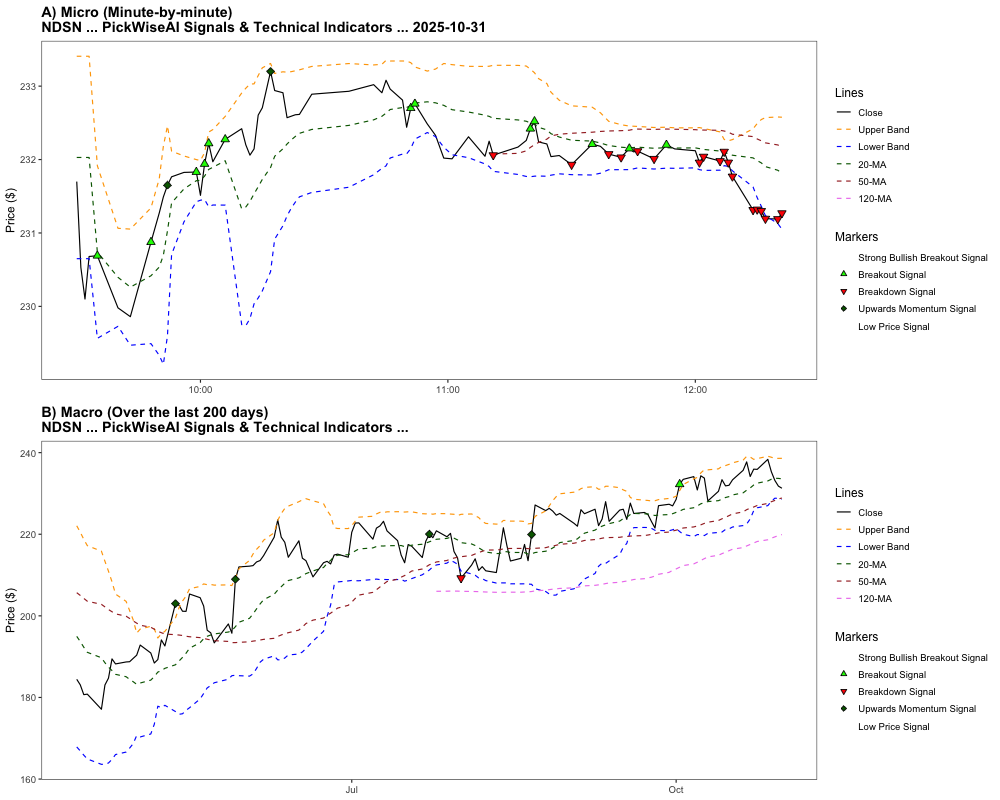 A) Micro (Minute-by-minute)
NDSN ... PickWiseAI Signals & Technical Indicators ... 2025-10-31
Price ($)
233
232
231
230
10:00
11:00
12:00
Lines
Close
Upper Band
Lower Band
20-MA
50-MA
120-MA
Markers
Strong Bullish Breakout Signal
Breakout Signal
Breakdown Signal
Upwards Momentum Signal
Low Price Signal
B) Macro (Over the last 200 days)
NDSN ... PickWiseAI Signals & Technical Indicators ...
Price ($)
240
220
200
180
160
Jul
Oct
Lines
Close
Upper Band
Lower Band
20-MA
50-MA
120-MA
Markers
Strong Bullish Breakout Signal
Breakout Signal
Breakdown Signal
Upwards Momentum Signal
Low Price Signal